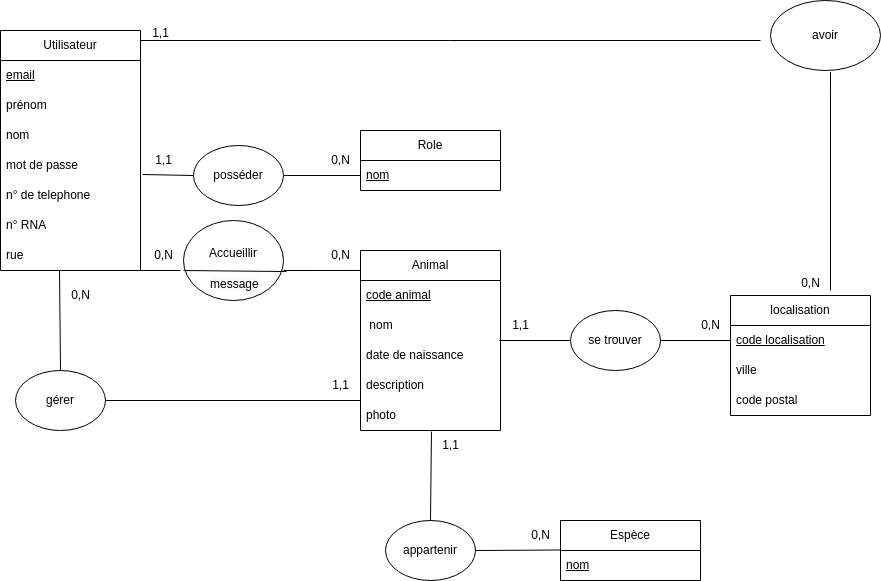 avoir
1,1
Utilisateur
email
prénom
nom
mot de passe
n° de telephone
n° RNA
rue
1,1
posséder
0,N
Role
nom
0,N
Accueillir
message
0,N
Animal
code animal
nom
date de naissance
description
photo
0,N
gérer
1,1
1,1
se trouver
0,N
0,N
localisation
code localisation
ville
code postal
1,1
appartenir
0,N
Espèce
nom